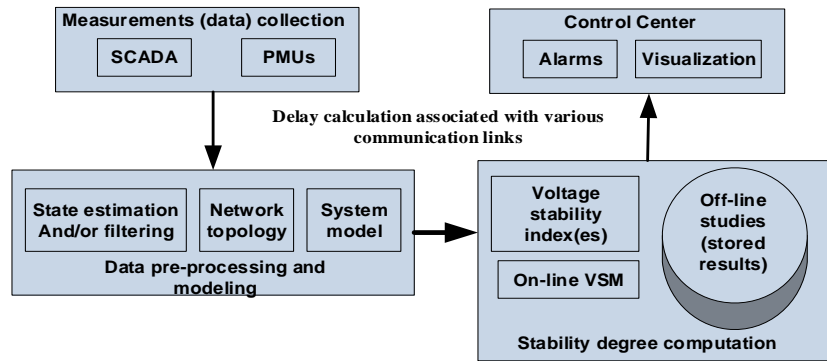 Measurements (data) collection
SCADA
PMUs
Control Center
Alarms
Visualization
Delay calculation associated with various
communication links
State estimation
And/or filtering
Network
topology
System
model
Data pre-processing and
modeling
Voltage
stability
index(es)
On-line VSM
Off-line
studies
(stored
results)
Stability degree computation